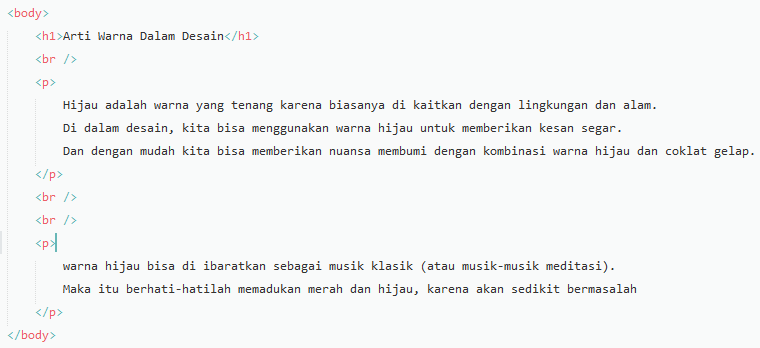 <body>
<h1>Arti Warna Dalam Desain</h1>
<br />
<p>
Hijau adalah warna yang tenang karena biasanya di kaitkan dengan lingkungan dan alam.
Di dalam desain, kita bisa menggunakan warna hijau untuk memberikan kesan segar.
Dan dengan mudah kita bisa memberikan nuansa membumi dengan kombinasi warna hijau dan coklat gelap.
</p>
<br />
<br />
<p>
warna hijau bisa di ibaratkan sebagai musik klasik (atau musik-musik meditasi).
Maka itu berhati-hatilah memadukan merah dan hijau, karena akan sedikit bermasalah
</p>
</body>